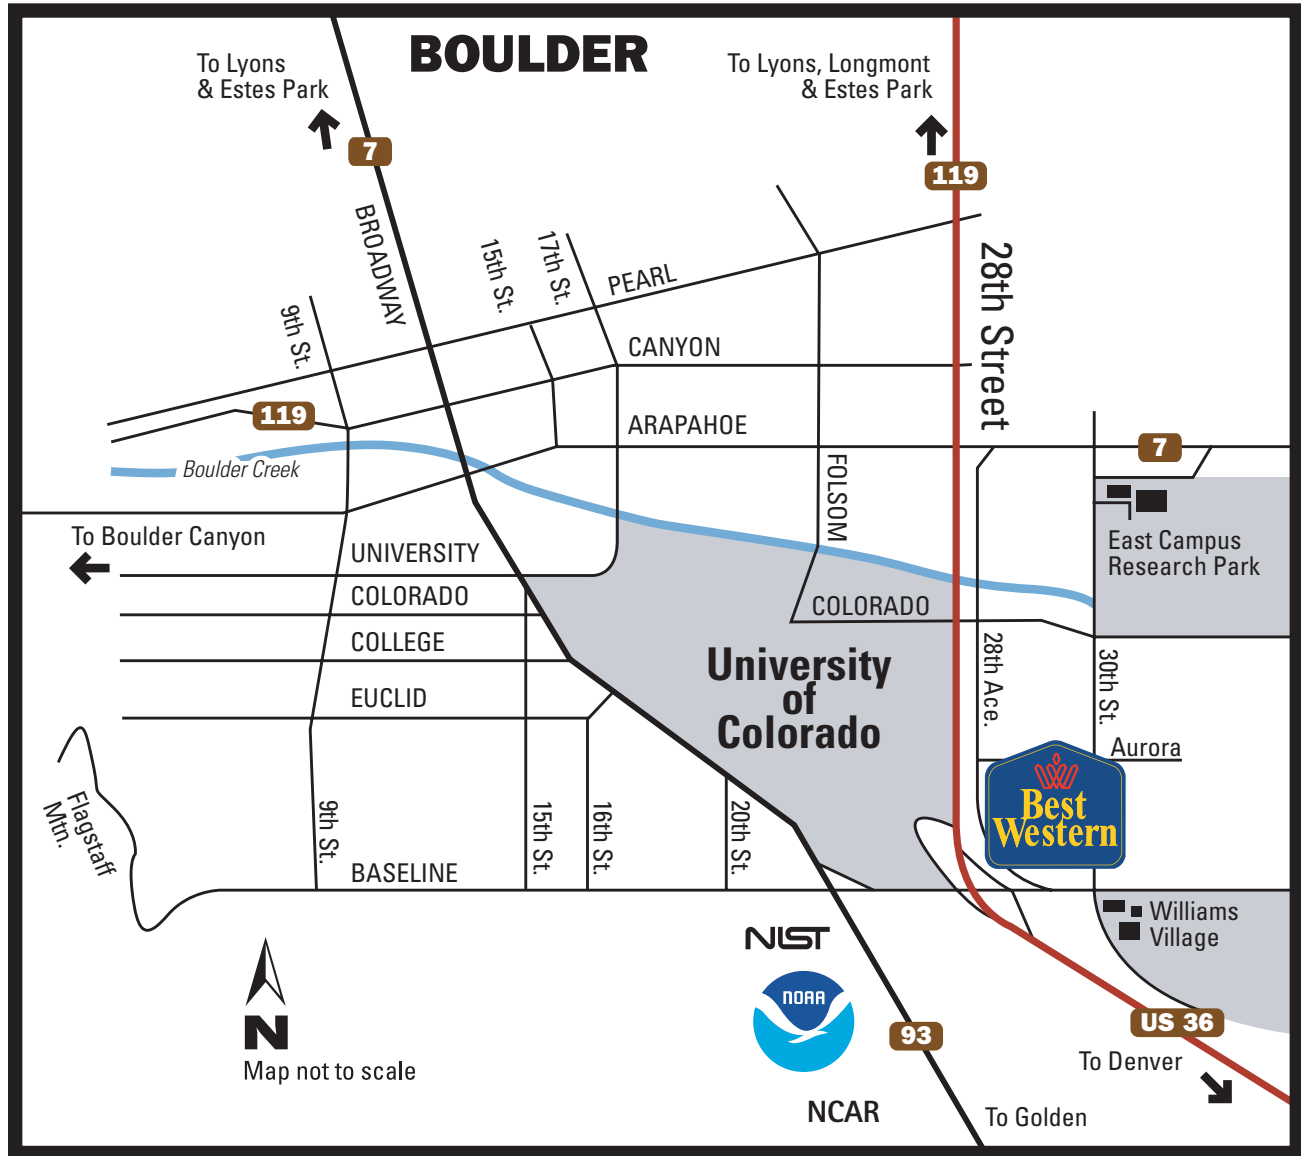 BOULDER
To Lyons
& Estes Park
To Lyons, Longmont
& Estes Park
7
119
BROADWAY
15th St.
17th St.
PEARL
28th Street
9th St.
CANYON
119
ARAPAHOE
7
Boulder Creek
FOLSOM
To Boulder Canyon
East Campus
Research Park
UNIVERSITY
COLORADO
COLORADO
COLLEGE
University
of
Colorado
EUCLID
28th Ace.
30th St.
Aurora
Flagstaff
Mtn.
9th St.
15th St.
16th St.
20th St.
Best
Western
BASELINE
Williams
Village
NIST
NOAA
N
Map not to scale
93
US 36
To Denver
NCAR
To Golden